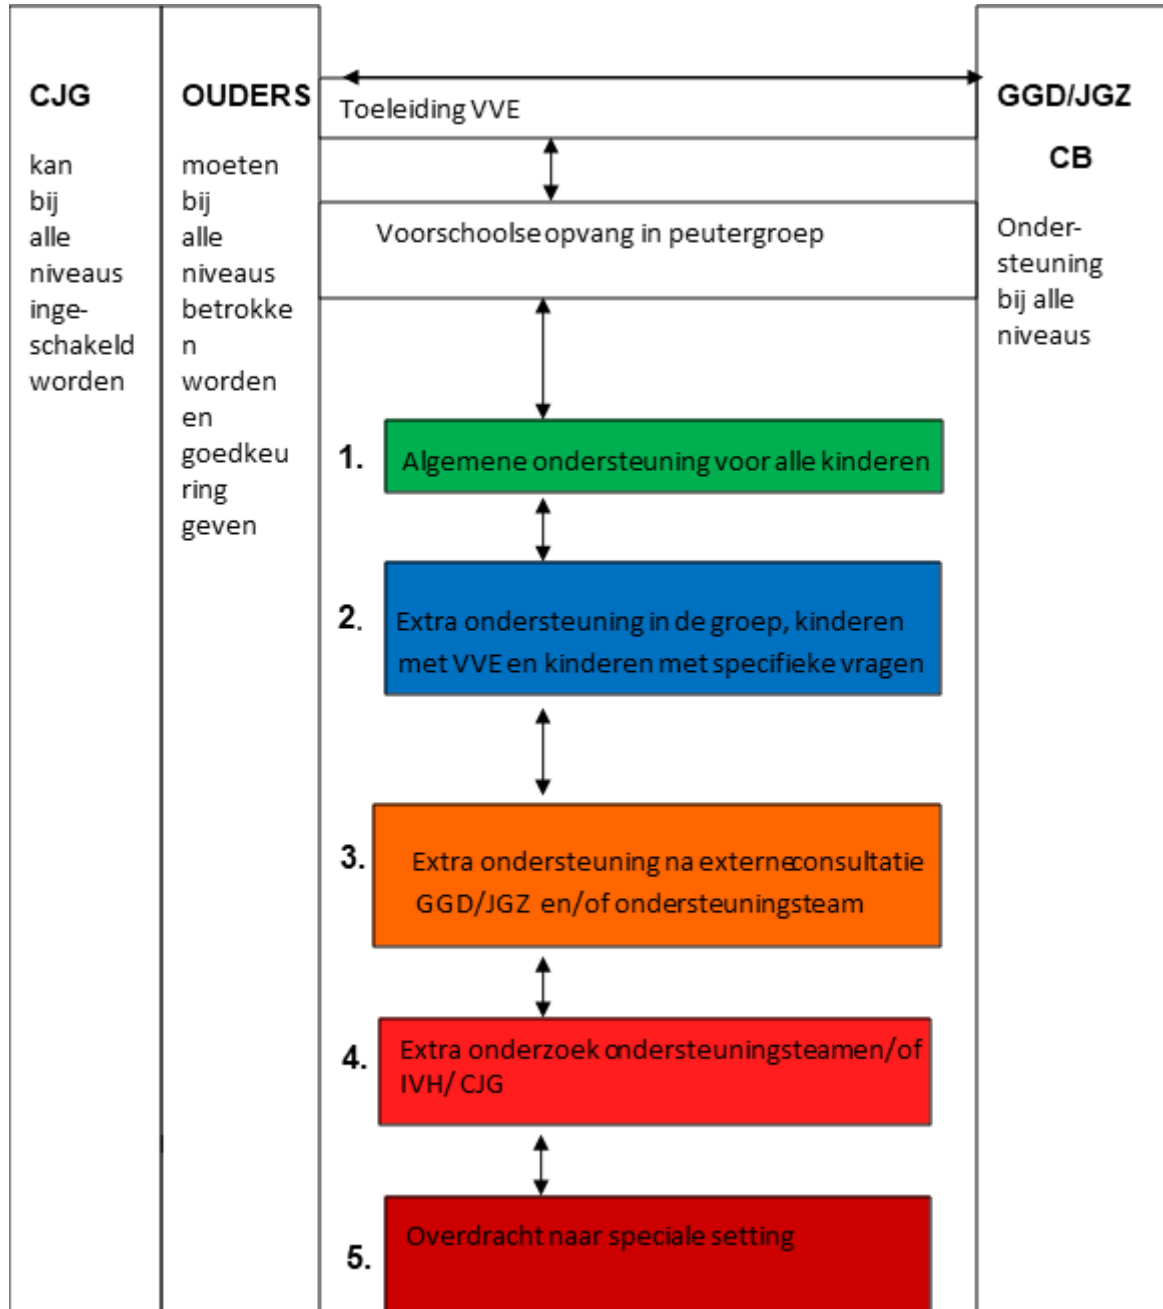 CJG
kan
bij
alle
niveaus
inge-
schakeld
worden
OUDERS
moeten
bij
alle
niveaus
betrokke
n
worden
en
goedkeu
ring
geven
Toeleiding VVE
Voorschoolse opvang in peutergroep
1. Algemene ondersteuning voor alle kinderen
2. Extra ondersteuning in de groep, kinderen
met VVE en kinderen met specifieke vragen
3. Extra ondersteuning na externe consultatie
GGD/JGZ en/of ondersteuningsteam
4. Extra onderzoek ondersteuningsteam en/of
IVH/ CJG
5. Overdracht naar speciale setting
GGD/JGZ
CB
Onder-
steuning
bij alle
niveaus